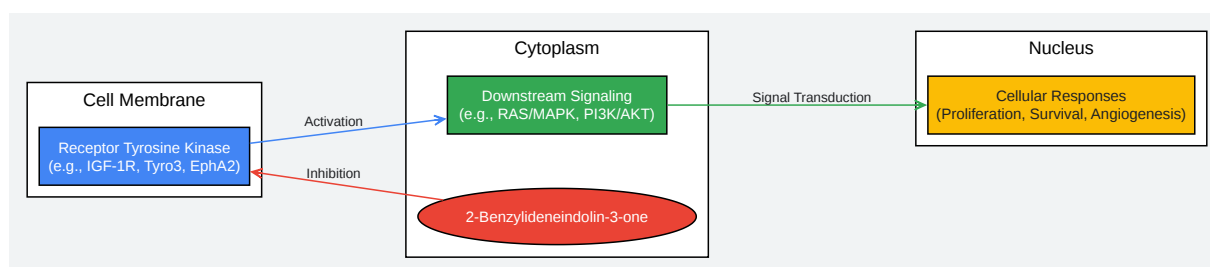 Cell Membrane
Receptor Tyrosine Kinase
(e.g., IGF-1R, Tyro3, EphA2)
Activation
Inhibition
Cytoplasm
Downstream Signaling
(e.g., RAS/MAPK, PI3K/AKT)
2-Benzylideneindolin-3-one
Signal Transduction
Nucleus
Cellular Responses
(Proliferation, Survival, Angiogenesis)